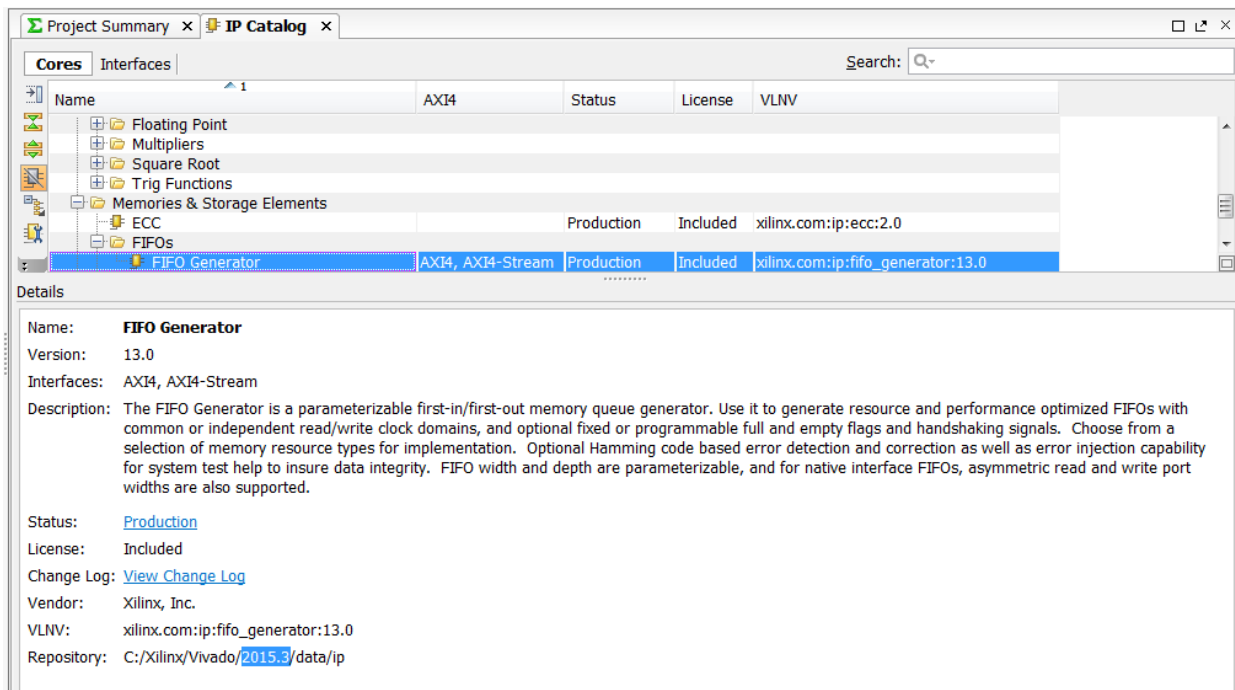 Project Summary × IP Catalog ×
Cores Interfaces Search:
Name 1 AXI4 Status License VLNV
Floating Point
Multipliers
Square Root
Trig Functions
Memories & Storage Elements
ECC Production Included xilinx.com:ip:ecc:2.0
FIFOs
FIFO Generator AXI4, AXI4-Stream Production Included xilinx.com:ip:fifo_generator:13.0
Details
Name: FIFO Generator
Version: 13.0
Interfaces: AXI4, AXI4-Stream
Description: The FIFO Generator is a parameterizable first-in/first-out memory queue generator. Use it to generate resource and performance optimized FIFOs with
common or independent read/write clock domains, and optional fixed or programmable full and empty flags and handshaking signals. Choose from a
selection of memory resource types for implementation. Optional Hamming code based error detection and correction as well as error injection capability
for system test help to insure data integrity. FIFO width and depth are parameterizable, and for native interface FIFOs, asymmetric read and write port
widths are also supported.
Status: Production
License: Included
Change Log: View Change Log
Vendor: Xilinx, Inc.
VLNV: xilinx.com:ip:fifo_generator:13.0
Repository: C:/Xilinx/Vivado/2015.3/data/ip